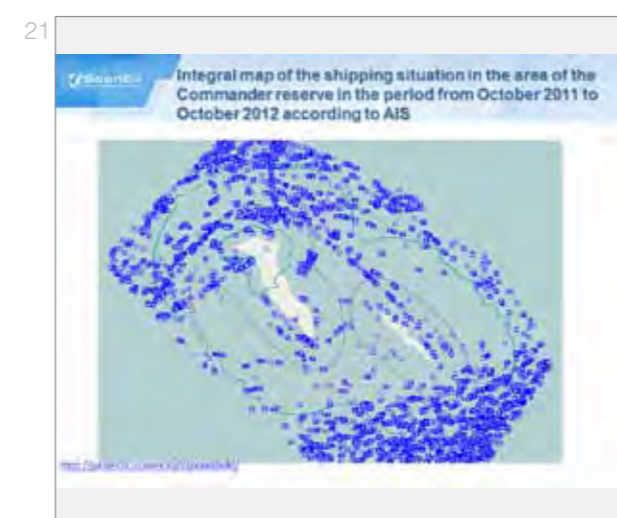 21
Integral map of the shipping situation in the area of the
Commander reserve in the period from October 2011 to
October 2012 according to AIS